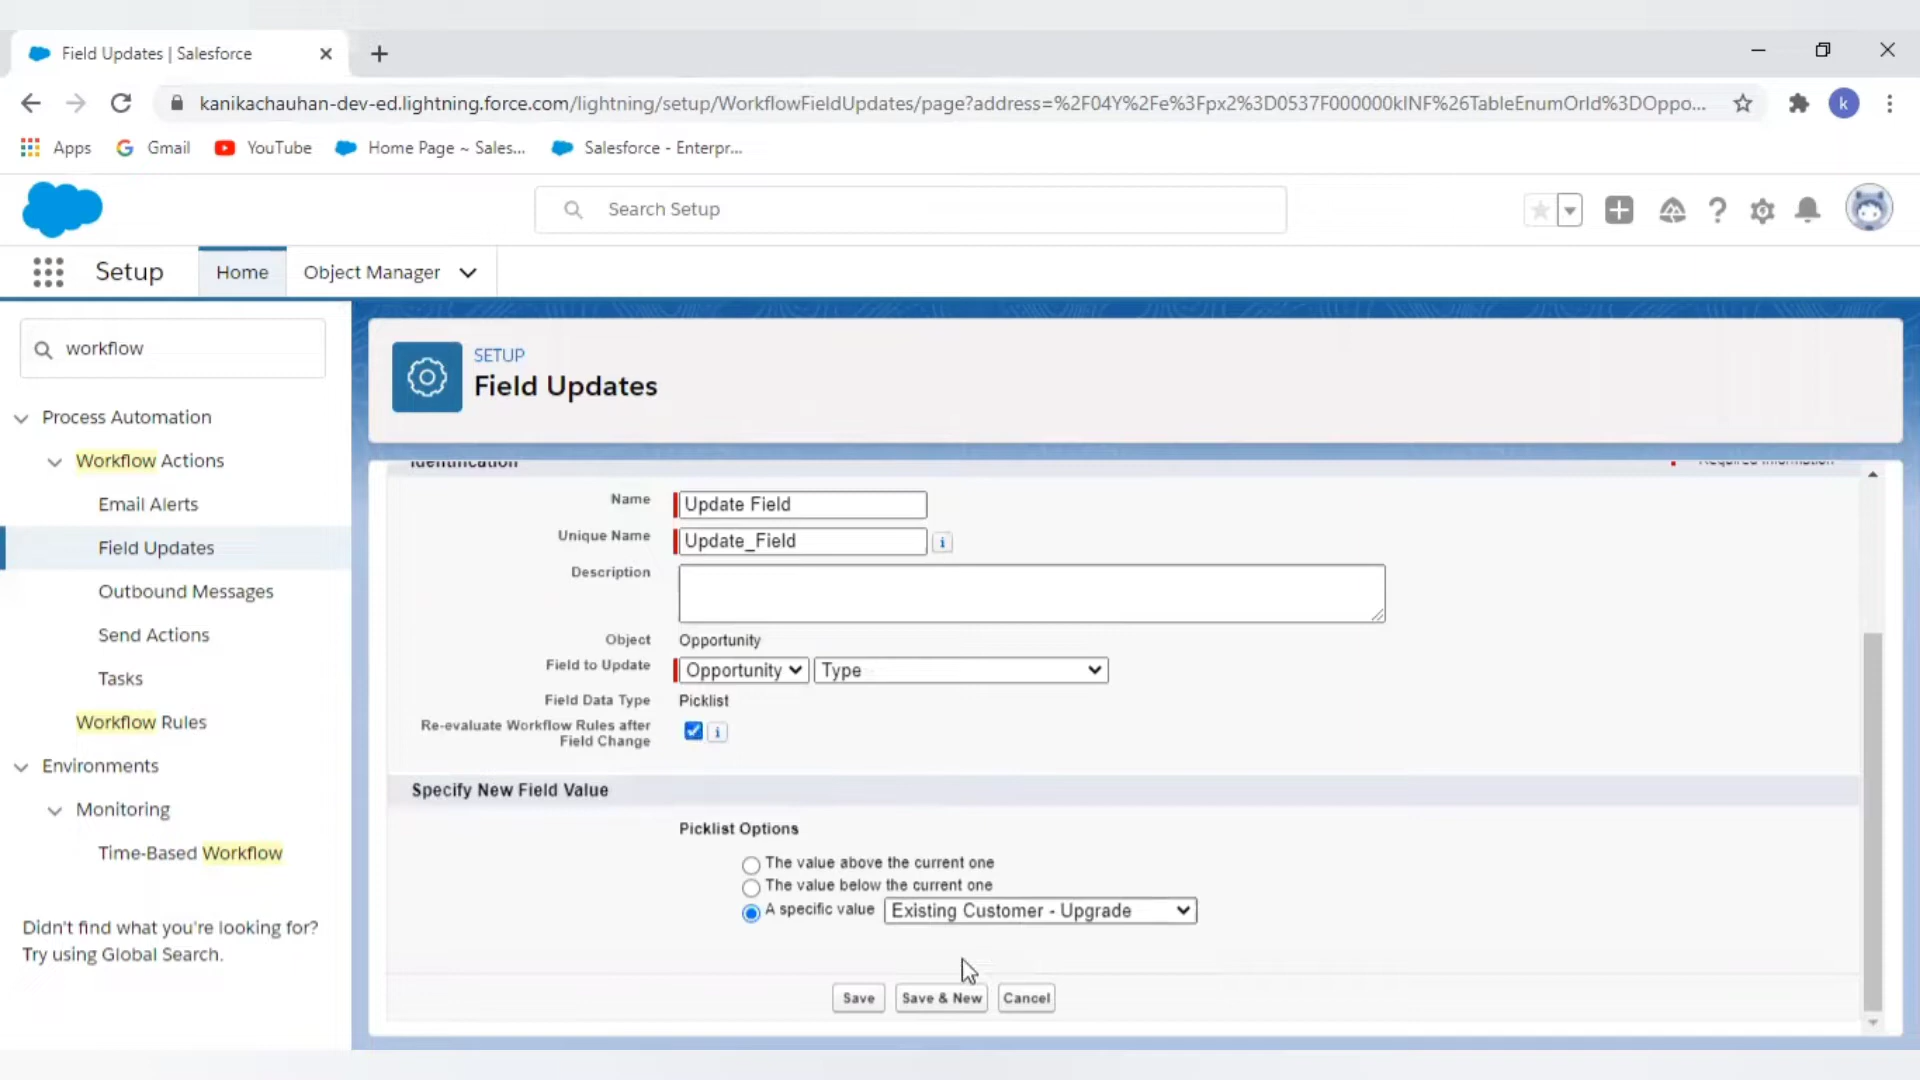 Field Updates | Salesforce
kanikachauhan-dev-ed.lightning.force.com/lightning/setup/WorkflowFieldUpdates/page?address=%2F04Y%2Fe%3Fpx2%3D0537F000000kINF%26TableEnumOrId%3DOppo...
k
Apps
Gmail
YouTube
Home Page ~ Sales...
Salesforce - Enterpr...
Search Setup
Setup
Home
Object Manager
workflow
Process Automation
Workflow Actions
Email Alerts
Field Updates
Outbound Messages
Send Actions
Tasks
Workflow Rules
Environments
Monitoring
Time-Based Workflow
Didn't find what you're looking for?
Try using Global Search.
SETUP
Field Updates
Identification
Required Information
Name
Update Field
Unique Name
Update_Field
Description
Object
Opportunity
Field to Update
Opportunity
Type
Field Data Type
Picklist
Re-evaluate Workflow Rules after
Field Change
Specify New Field Value
Picklist Options
The value above the current one
The value below the current one
A specific value
Existing Customer - Upgrade
Save
Save & New
Cancel